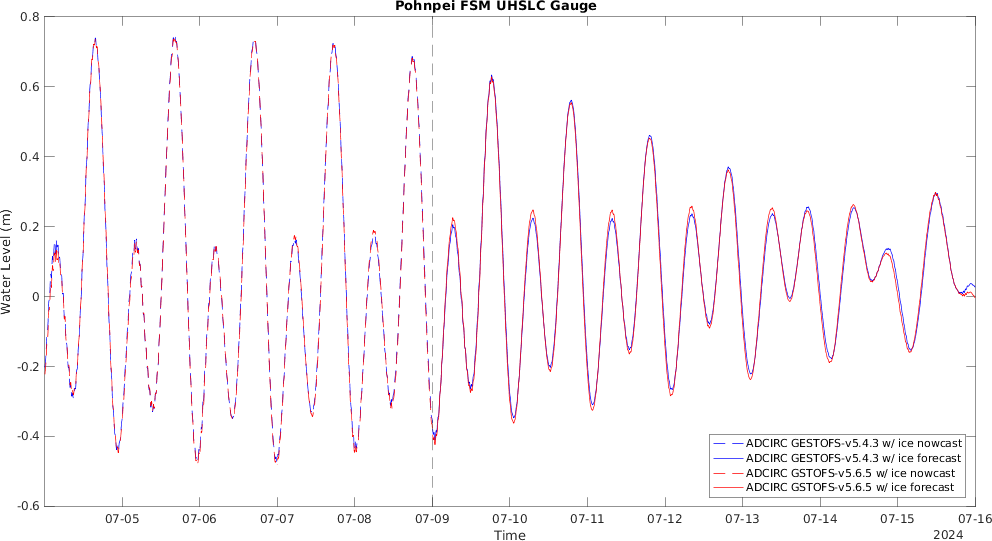 Pohnpei FSM UHSLC Gauge
0.8
0.6
0.4
0.2
0
-0.2
-0.4
-0.6
Water Level (m)
ADCIRC GESTOFS-v5.4.3 w/ ice nowcast
ADCIRC GESTOFS-v5.4.3 w/ ice forecast
ADCIRC GSTOFS-v5.6.5 w/ ice nowcast
ADCIRC GSTOFS-v5.6.5 w/ ice forecast
07-05 07-06 07-07 07-08 07-09 07-10 07-11 07-12 07-13 07-14 07-15 07-16
Time
2024